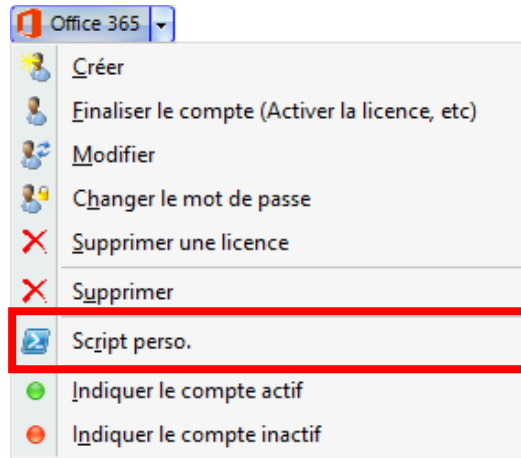 Office 365
Créer
Finaliser le compte (Activer la licence, etc)
Modifier
Changer le mot de passe
Supprimer une licence
Supprimer
Script perso.
Indiquer le compte actif
Indiquer le compte inactif